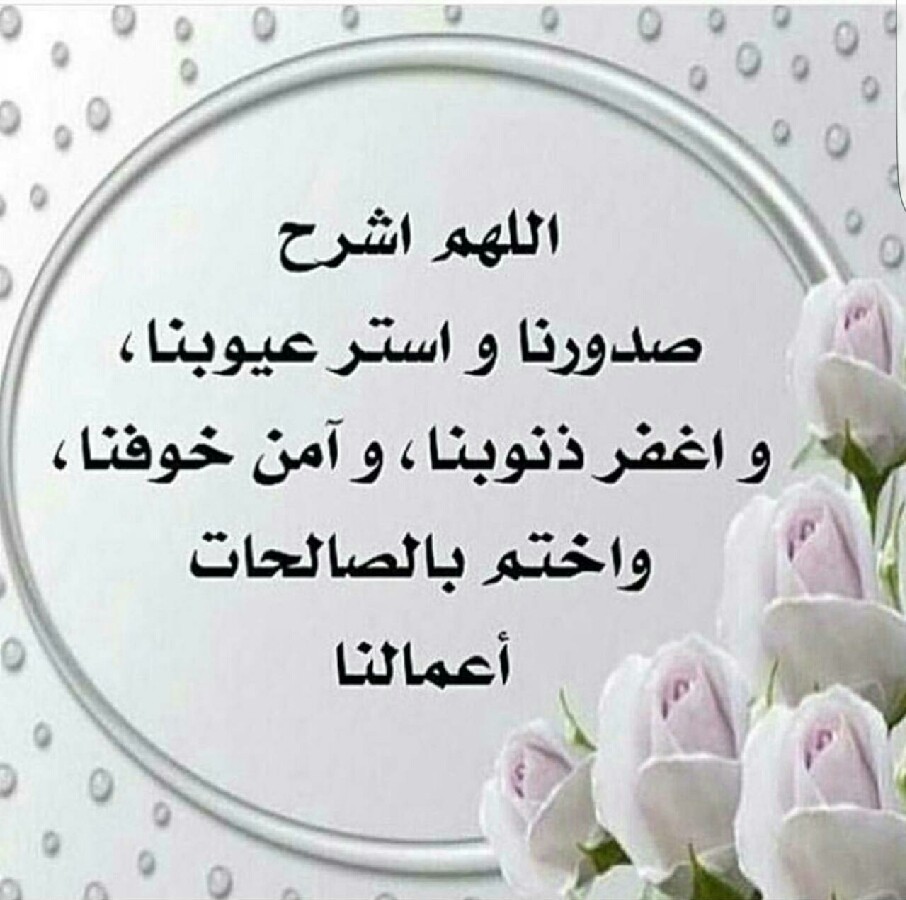 اللهم اشرح
صدورنا و استر عيوبنا،
و اغفر ذنوبنا، و آمن خوفنا،
واختم بالصالحات
أعمالنا